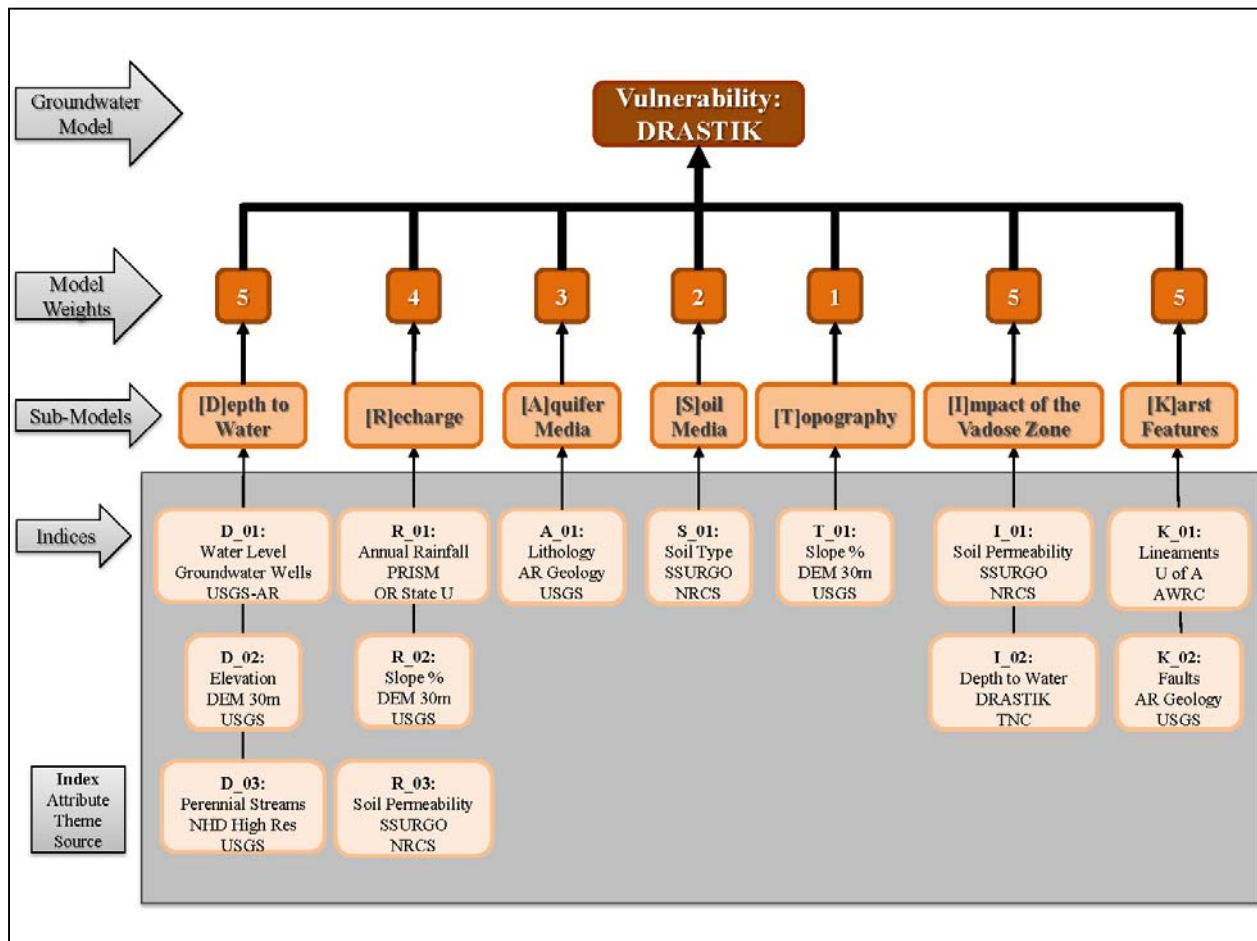 Groundwater
Model
Vulnerability:
DRASTIK
Model
Weights
5
4
3
2
1
5
5
Sub-Models
[D]epth to
Water
[R]echarge
[A]quifer
Media
[S]oil
Media
[T]opography
[I]mpact of the
Vadose Zone
[K]arst
Features
Indices
D_01:
Water Level
Groundwater Wells
USGS-AR
R_01:
Annual Rainfall
PRISM
OR State U
A_01:
Lithology
AR Geology
USGS
S_01:
Soil Type
SSURGO
NRCS
T_01:
Slope %
DEM 30m
USGS
I_01:
Soil Permeability
SSURGO
NRCS
K_01:
Lineaments
U of A
AWRC
D_02:
Elevation
DEM 30m
USGS
R_02:
Slope %
DEM 30m
USGS
I_02:
Depth to Water
DRASTIK
TNC
K_02:
Faults
AR Geology
USGS
Index
Attribute
Theme
Source
D_03:
Perennial Streams
NHD High Res
USGS
R_03:
Soil Permeability
SSURGO
NRCS